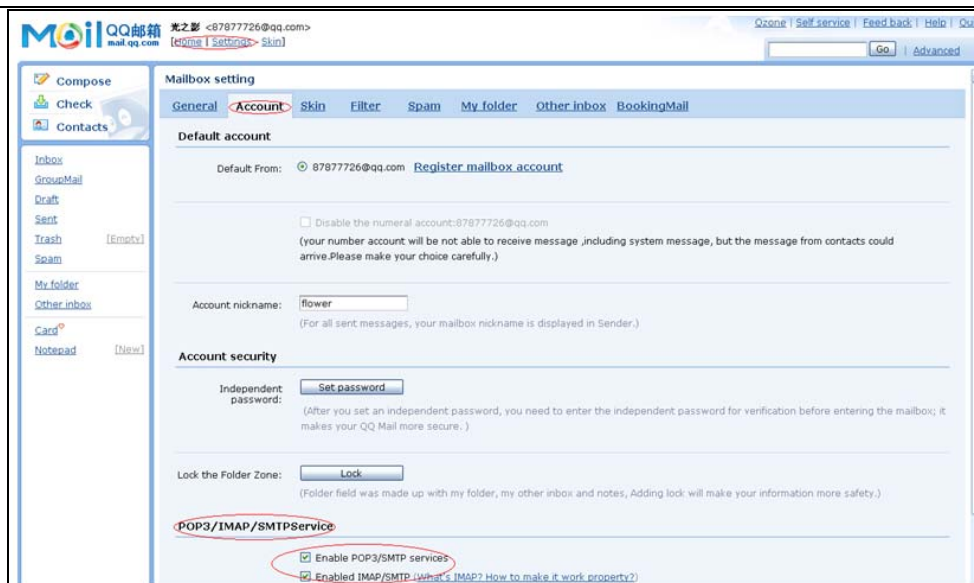 Mail QQ邮箱 mail.qq.com
光之影 <87877726@qq.com>
[Home | Settings - Skin]
Qzone | Self service | Feed back | Help | Qu
Go | Advanced
Compose
Check
Contacts
Inbox
GroupMail
Draft
Sent
Trash [Empty]
Spam
My folder
Other inbox
Card
Notepad [New]
Mailbox setting
General Account Skin Filter Spam My folder Other inbox BookingMail
Default account
Default From: 87877726@qq.com Register mailbox account
Disable the numeral account:87877726@qq.com
(your number account will be not able to receive message ,including system message, but the message from contacts could
arrive.Please make your choice carefully.)
Account nickname: flower
(For all sent messages, your mailbox nickname is displayed in Sender.)
Account security
Independent password: Set password
(After you set an independent password, you need to enter the independent password for verification before entering the mailbox; it
makes your QQ Mail more secure. )
Lock the Folder Zone: Lock
(Folder field was made up with my folder, my other inbox and notes, Adding lock will make your information more safety.)
POP3/IMAP/SMTPService
Enable POP3/SMTP services
Enabled IMAP/SMTP (What's IMAP? How to make it work property?)